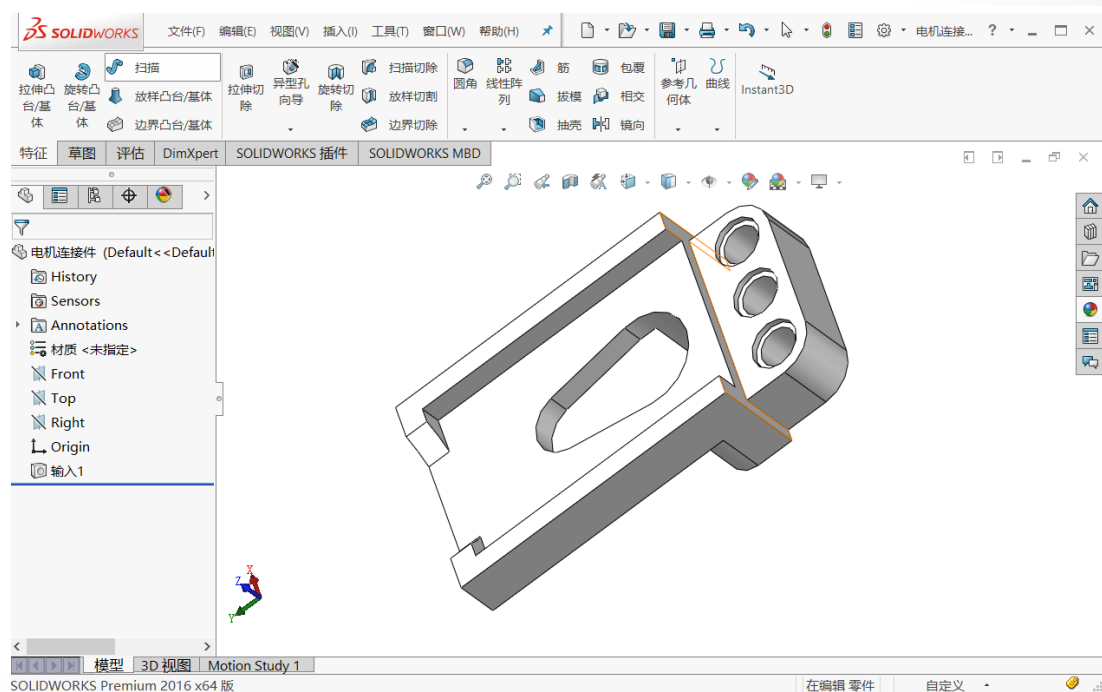 SOLIDWORKS 文件(F) 编辑(E) 视图(V) 插入(I) 工具(T) 窗口(W) 帮助(H) 电机连接... ?
拉伸凸台/基体 旋转凸台/基体 扫描 放样凸台/基体 边界凸台/基体 拉伸切除 异型孔向导 旋转切除 扫描切除 放样切割 边界切除 圆角 线性阵列 筋 拔模 抽壳 包覆 相交 镜向 参考几何体 曲线 Instant3D
特征 草图 评估 DimXpert SOLIDWORKS 插件 SOLIDWORKS MBD
电机连接件 (Default<<Default
History
Sensors
Annotations
材质 <未指定>
Front
Top
Right
Origin
输入1
X
Z
Y
模型 3D 视图 Motion Study 1
SOLIDWORKS Premium 2016 x64 版 在编辑 零件 自定义